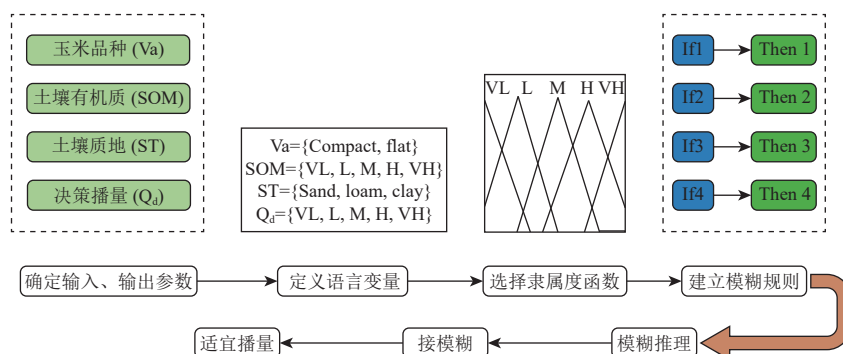 玉米品种 (Va)
土壤有机质 (SOM)
土壤质地 (ST)
决策播量 (Qd)
Va={Compact, flat}
SOM={VL, L, M, H, VH}
ST={Sand, loam, clay}
Qd={VL, L, M, H, VH}
VL L M H VH
If1 Then 1
If2 Then 2
If3 Then 3
If4 Then 4
确定输入、输出参数
定义语言变量
选择隶属度函数
建立模糊规则
模糊推理
接模糊
适宜播量